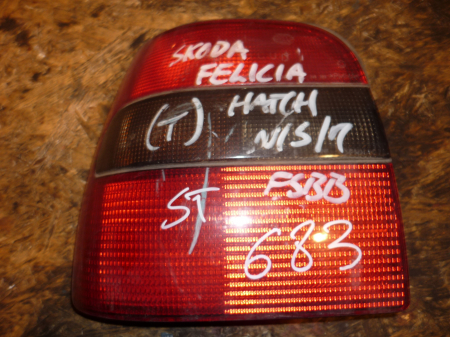 SKODA
FELICIA
(T) HATCH
N/S/R
ST FSBB
683